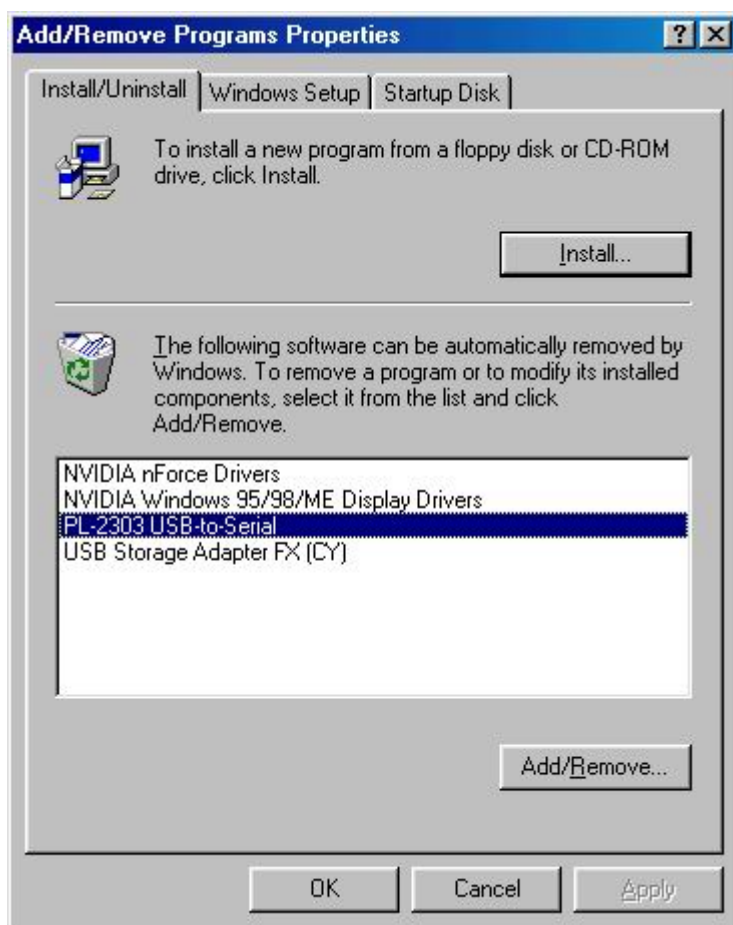 Add/Remove Programs Properties
Install/Uninstall
Windows Setup
Startup Disk
To install a new program from a floppy disk or CD-ROM
drive, click Install.
Install...
The following software can be automatically removed by
Windows. To remove a program or to modify its installed
components, select it from the list and click
Add/Remove.
NVIDIA nForce Drivers
NVIDIA Windows 95/98/ME Display Drivers
PL-2303 USB-to-Serial
USB Storage Adapter FX (CY)
Add/Remove...
OK
Cancel
Apply